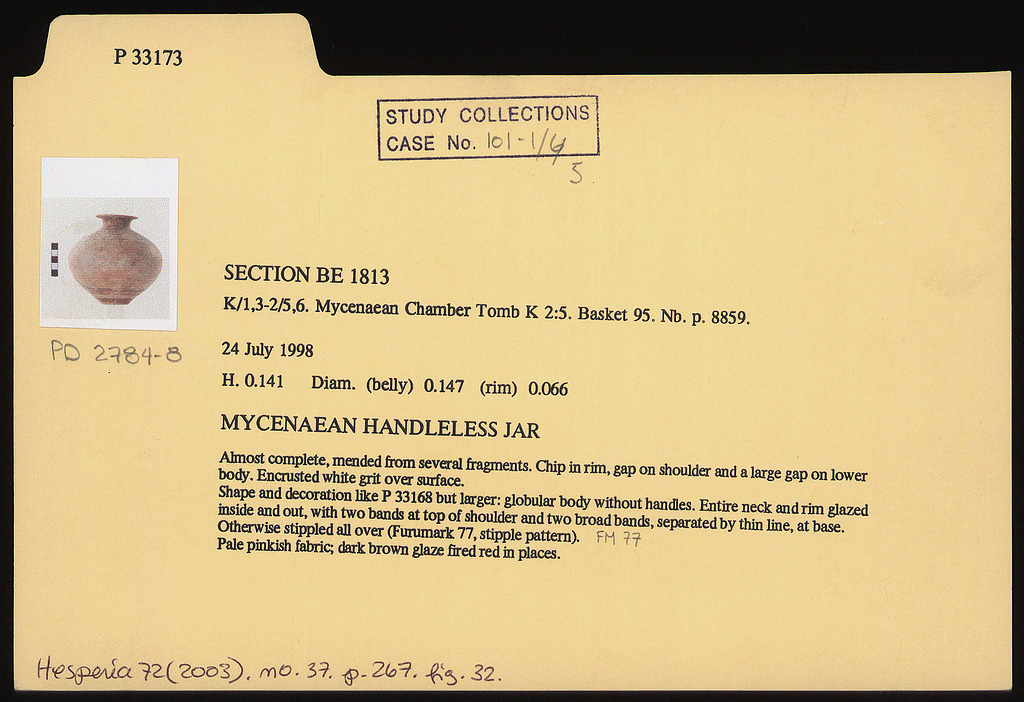 P 33173
STUDY COLLECTIONS
CASE No. 101-1/4
5
PD 2784-8
SECTION BE 1813
K/1,3-2/5,6. Mycenaean Chamber Tomb K 2:5. Basket 95. Nb. p. 8859.
24 July 1998
H. 0.141 Diam. (belly) 0.147 (rim) 0.066
MYCENAEAN HANDLELESS JAR
Almost complete, mended from several fragments. Chip in rim, gap on shoulder and a large gap on lower
body. Encrusted white grit over surface.
Shape and decoration like P 33168 but larger: globular body without handles. Entire neck and rim glazed
inside and out, with two bands at top of shoulder and two broad bands, separated by thin line, at base.
Otherwise stippled all over (Furumark 77, stipple pattern). FM 77
Pale pinkish fabric; dark brown glaze fired red in places.
Hesperia 72 (2003). no. 37. p. 267. fig. 32.